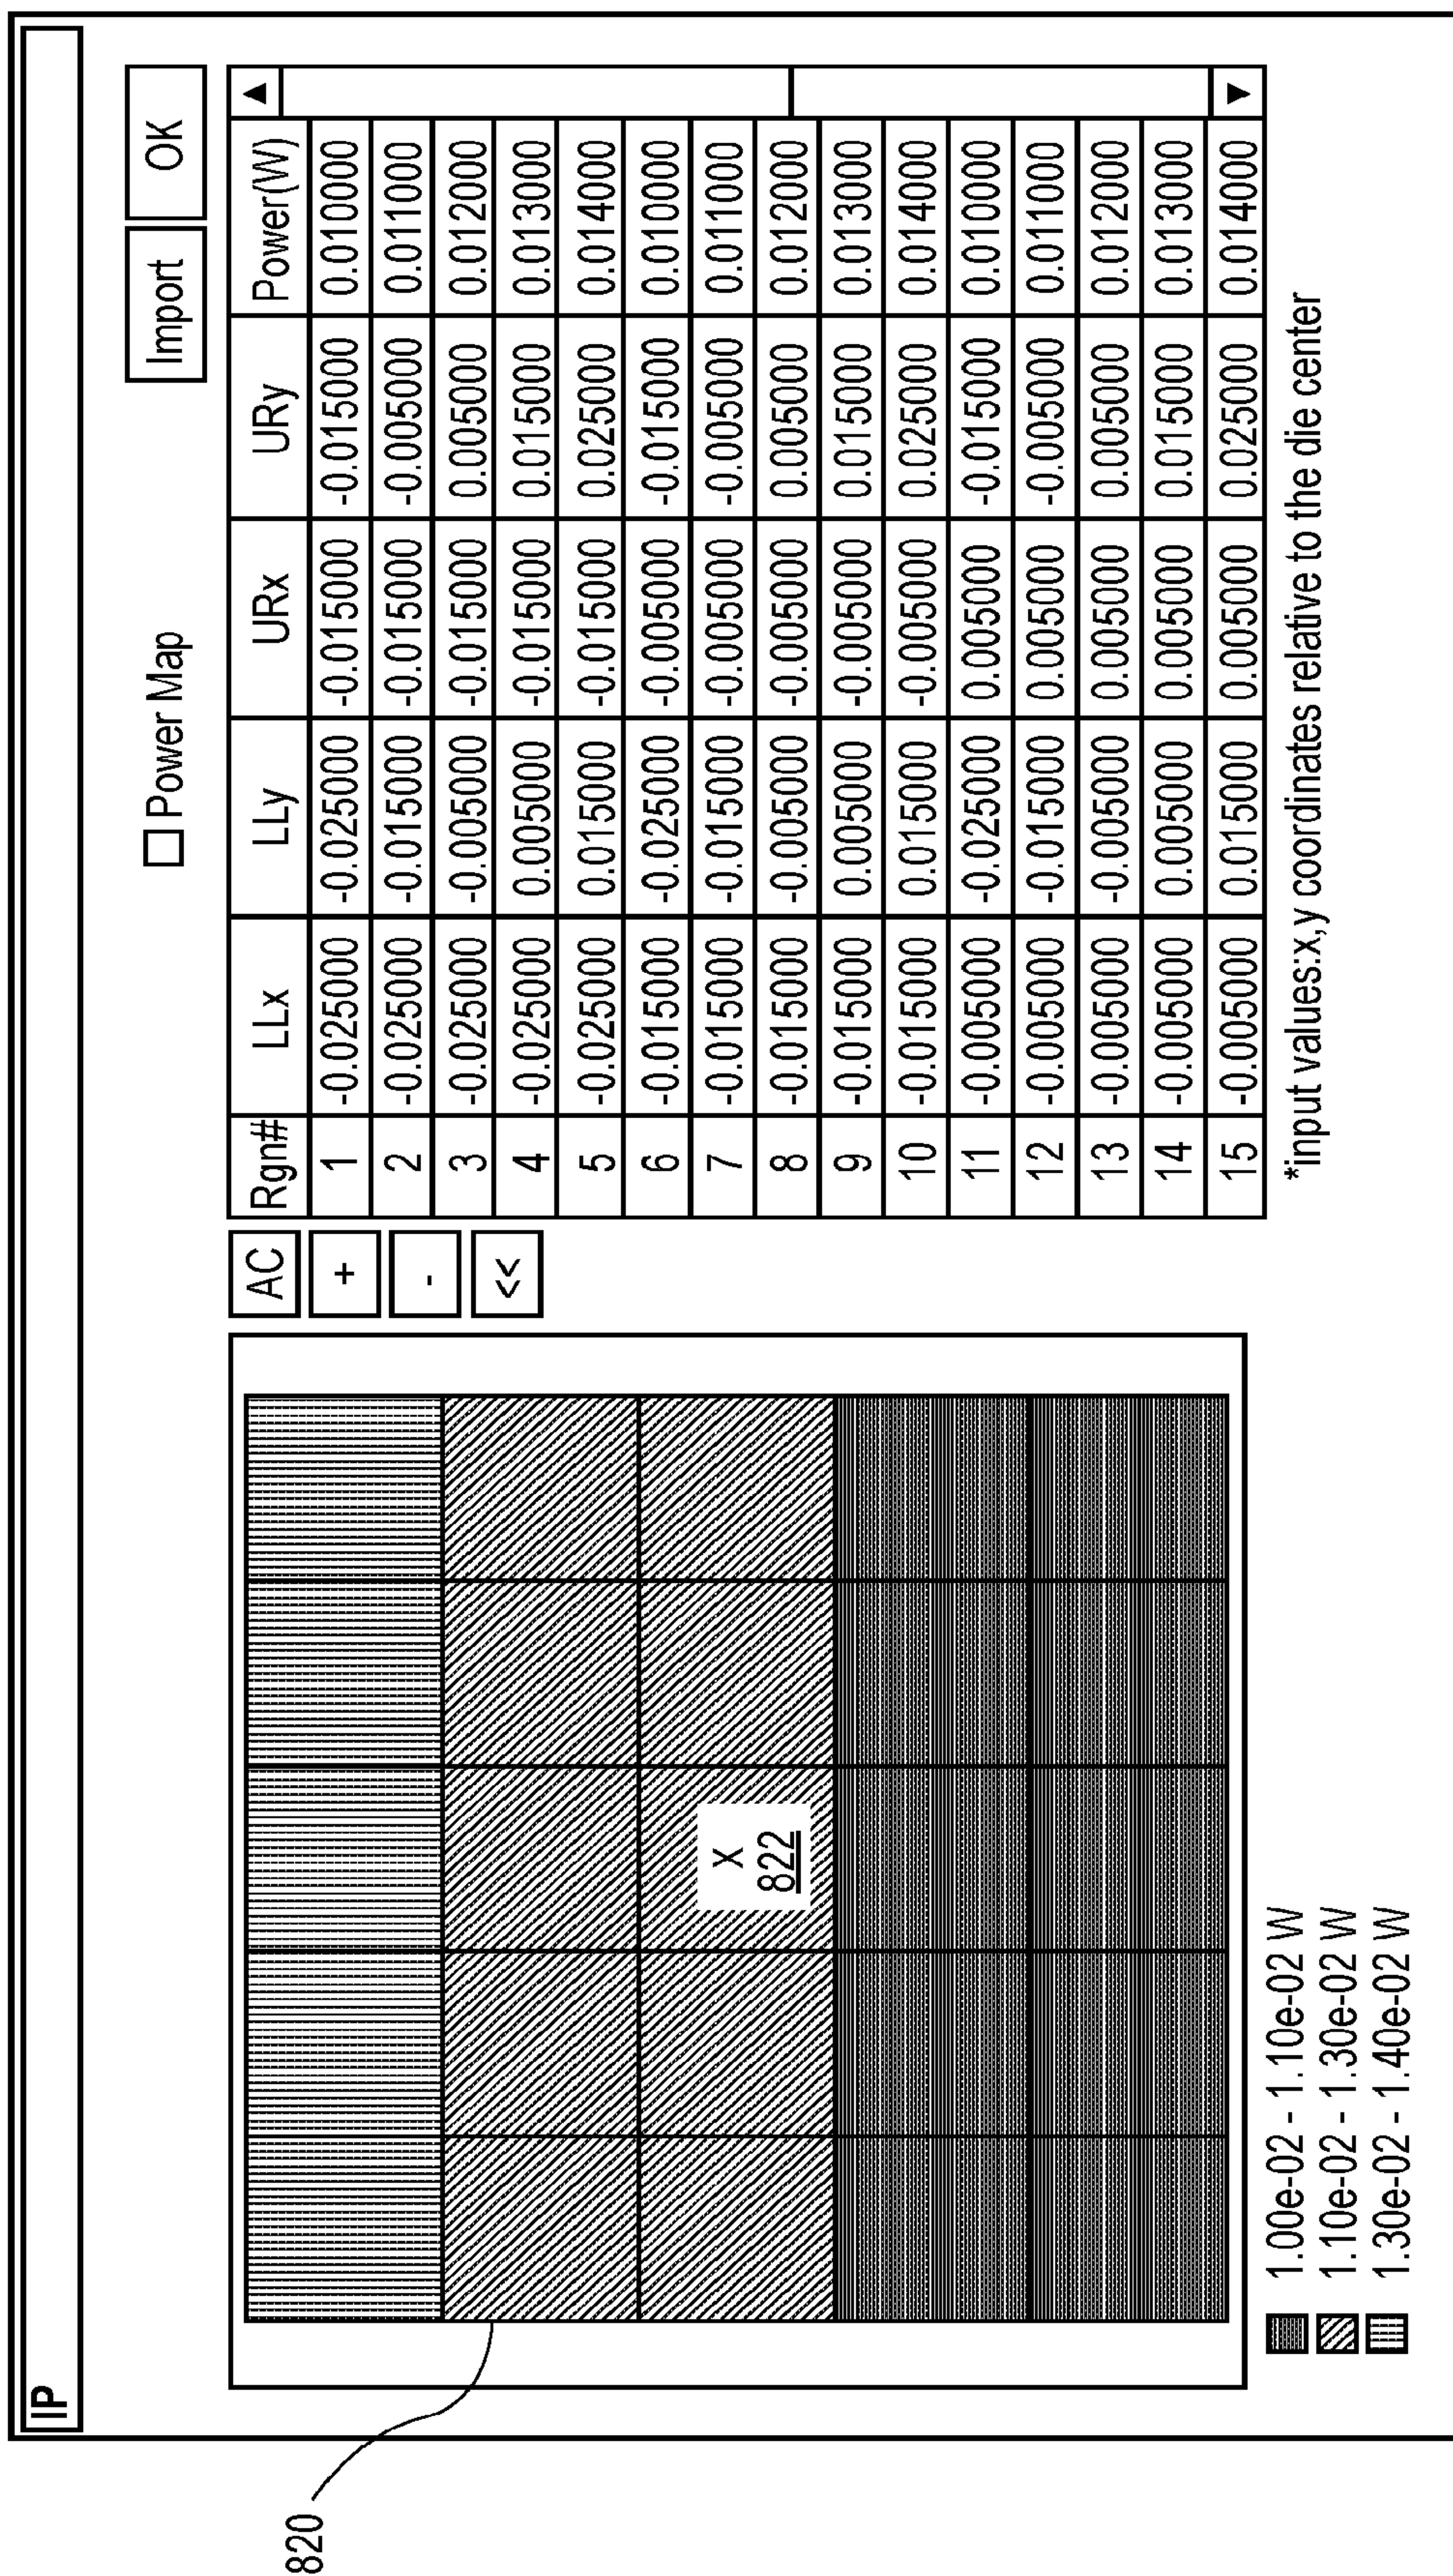 IP
☐ Power Map
Import OK
AC
+
-
<<
Rgn# LLx LLy URx URy Power(W)
1 -0.025000 -0.025000 -0.015000 -0.015000 0.010000
2 -0.025000 -0.015000 -0.015000 -0.005000 0.011000
3 -0.025000 -0.005000 -0.015000 0.005000 0.012000
4 -0.025000 0.005000 -0.015000 0.015000 0.013000
5 -0.025000 0.015000 -0.015000 0.025000 0.014000
6 -0.015000 -0.025000 -0.005000 -0.015000 0.010000
7 -0.015000 -0.015000 -0.005000 -0.005000 0.011000
8 -0.015000 -0.005000 -0.005000 0.005000 0.012000
9 -0.015000 0.005000 -0.005000 0.015000 0.013000
10 -0.015000 0.015000 -0.005000 0.025000 0.014000
11 -0.005000 -0.025000 0.005000 -0.015000 0.010000
12 -0.005000 -0.015000 0.005000 -0.005000 0.011000
13 -0.005000 -0.005000 0.005000 0.005000 0.012000
14 -0.005000 0.005000 0.005000 0.015000 0.013000
15 -0.005000 0.015000 0.005000 0.025000 0.014000
*input values:x,y coordinates relative to the die center
820
X
822
1.00e-02 - 1.10e-02 W
1.10e-02 - 1.30e-02 W
1.30e-02 - 1.40e-02 W